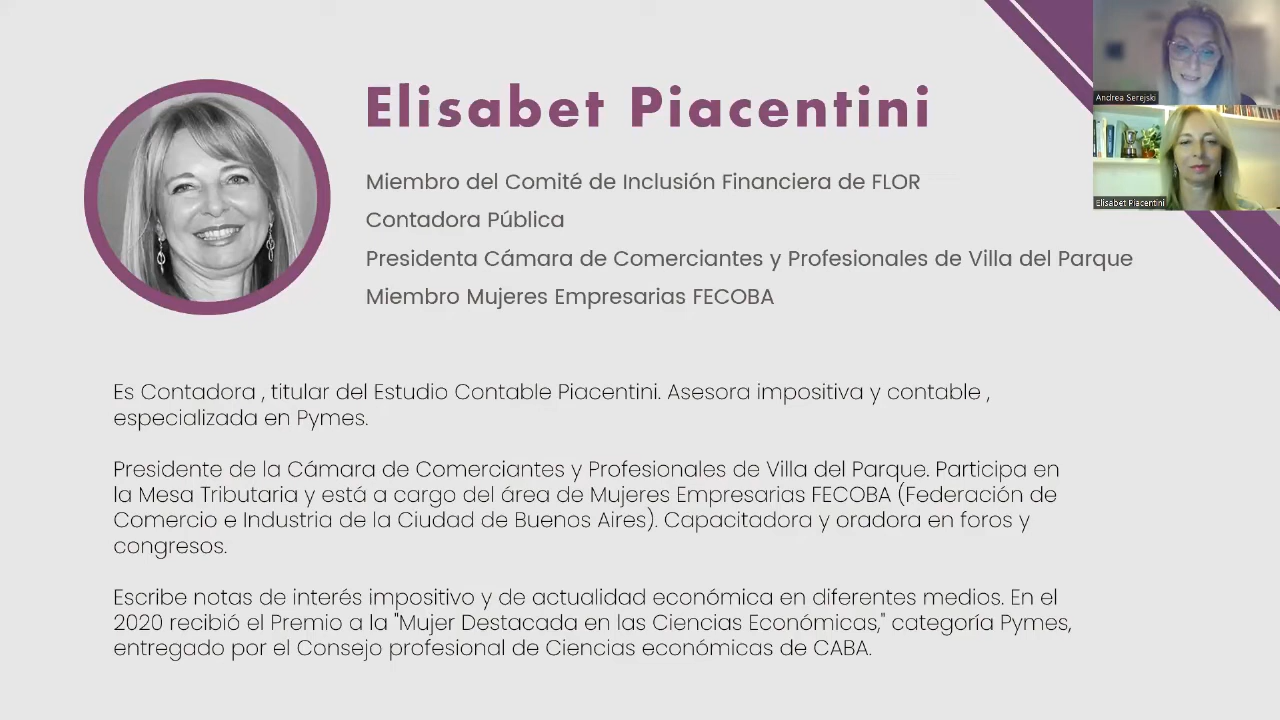 Elisabet Piacentini
Andrea Serejski
Elisabet Piacentini
Miembro del Comité de Inclusión Financiera de FLOR
Contadora Pública
Presidenta Cámara de Comerciantes y Profesionales de Villa del Parque
Miembro Mujeres Empresarias FECOBA
Es Contadora , titular del Estudio Contable Piacentini. Asesora impositiva y contable ,
especializada en Pymes.
Presidente de la Cámara de Comerciantes y Profesionales de Villa del Parque. Participa en
la Mesa Tributaria y está a cargo del área de Mujeres Empresarias FECOBA (Federación de
Comercio e Industria de la Ciudad de Buenos Aires). Capacitadora y oradora en foros y
congresos.
Escribe notas de interés impositivo y de actualidad económica en diferentes medios. En el
2020 recibió el Premio a la "Mujer Destacada en las Ciencias Económicas," categoría Pymes,
entregado por el Consejo profesional de Ciencias económicas de CABA.